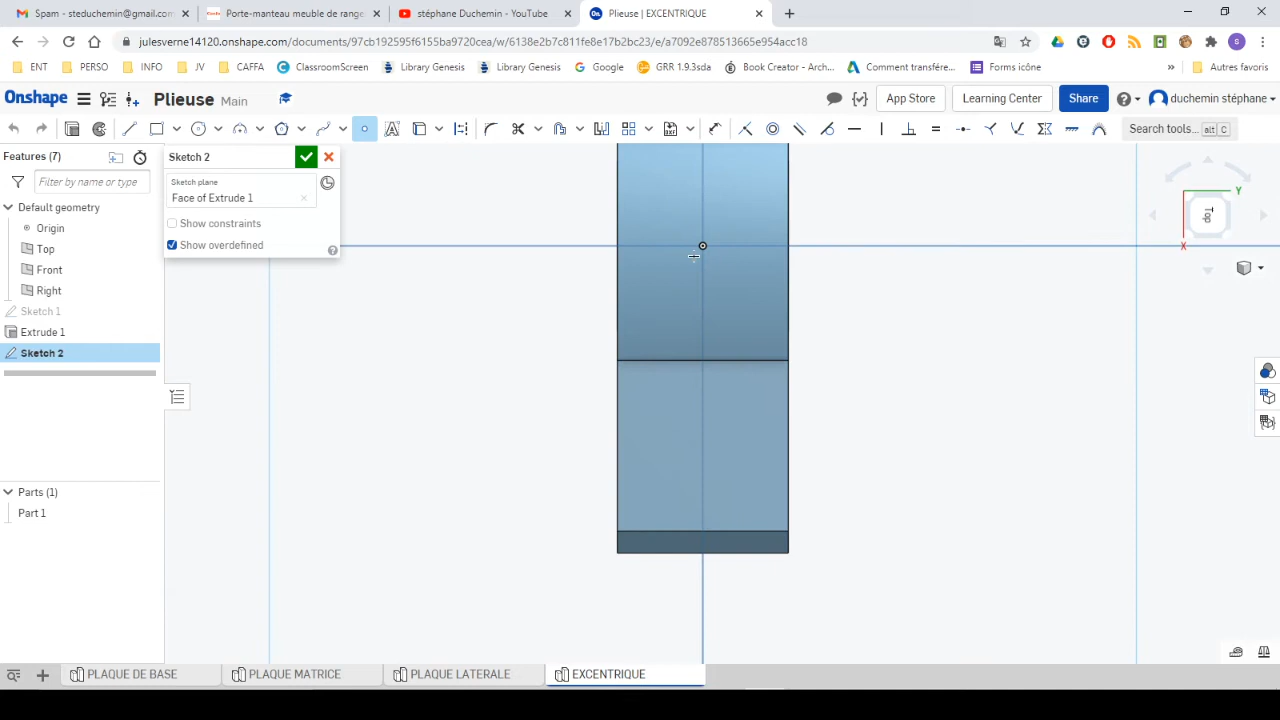 Spam - steduchemin@gmail.com
Porte-manteau meuble de range
stéphane Duchemin - YouTube
Plieuse | EXCENTRIQUE
julesverne14120.onshape.com/documents/97cb192595f6155ba9720cea/w/6138e2b7c811fe8e17b2bc23/e/a7092e878513665e954acc18
ENT
PERSO
INFO
JV
CAFFA
ClassroomScreen
Library Genesis
Library Genesis
Google
GRR 1.9.3sda
Book Creator - Arch...
Comment transfére...
Forms icône
»
Autres favoris
Onshape
Plieuse Main
App Store
Learning Center
Share
duchemin stéphane
Search tools... alt C
Features (7)
Filter by name or type
Default geometry
Origin
Top
Front
Right
Sketch 1
Extrude 1
Sketch 2
Parts (1)
Part 1
Sketch 2
Sketch plane
Face of Extrude 1
Show constraints
Show overdefined
Top
Y
X
PLAQUE DE BASE
PLAQUE MATRICE
PLAQUE LATERALE
EXCENTRIQUE